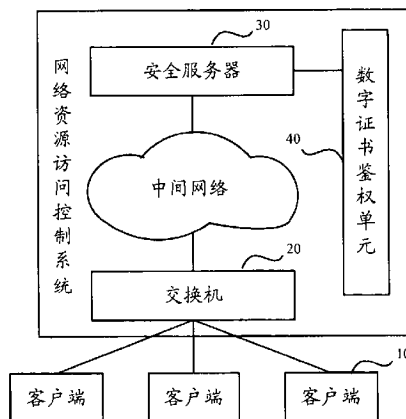 30
安全服务器
网络资源访问控制系统
数字证书鉴权单元
40
中间网络
20
交换机
10
客户端
客户端
客户端